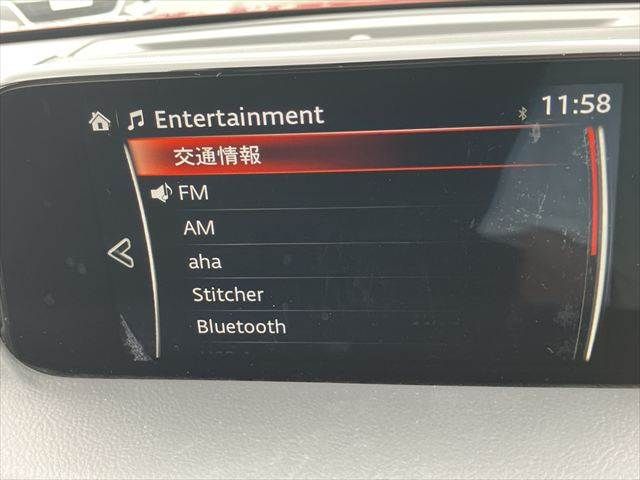 Entertainment 11:58
交通情報
FM
AM
aha
Stitcher
Bluetooth